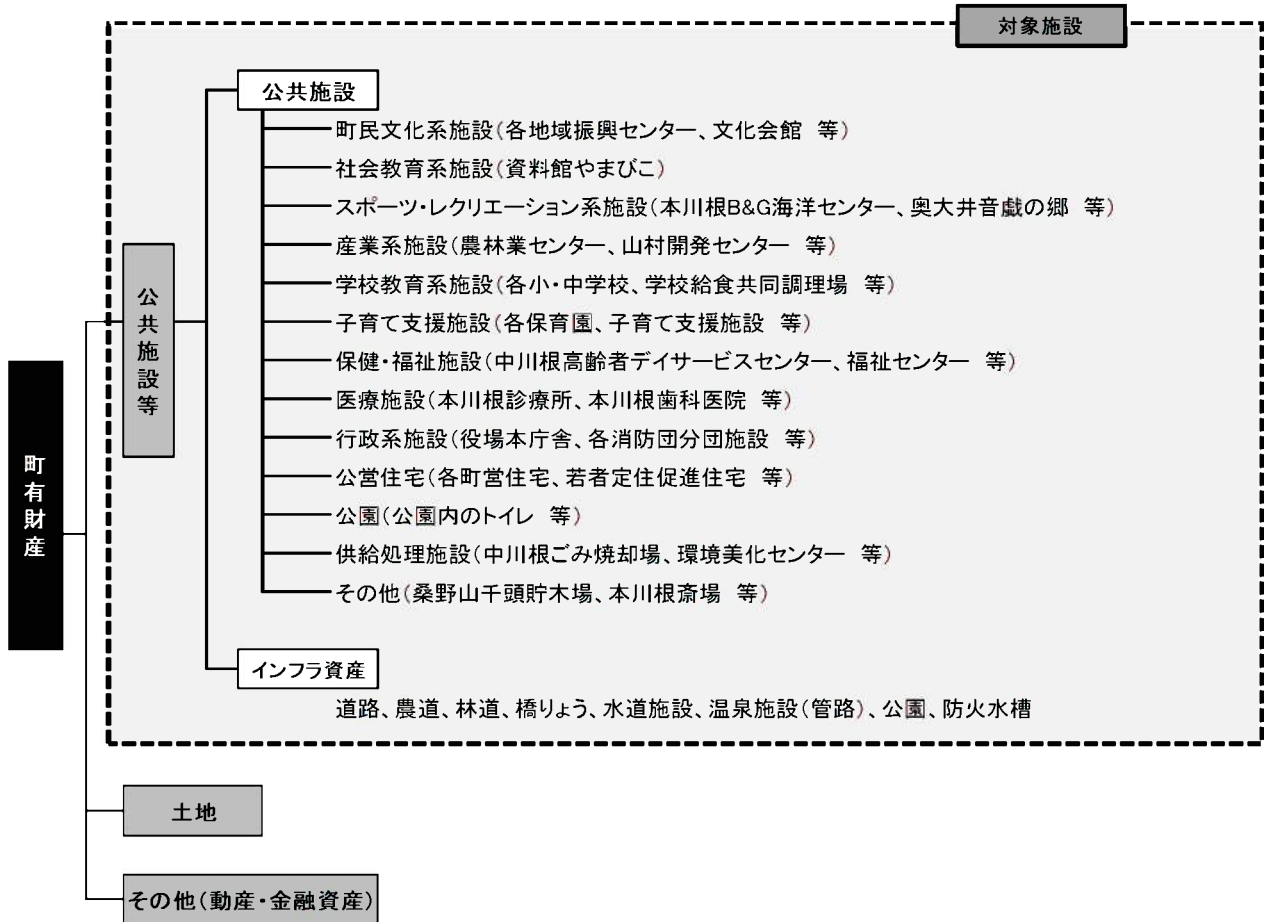 対象施設
公共施設
町民文化系施設(各地域振興センター、文化会館 等)
社会教育系施設(資料館やまびこ)
スポーツ・レクリエーション系施設(本川根B&G海洋センター、奥大井音戯の郷 等)
産業系施設(農林業センター、山村開発センター 等)
学校教育系施設(各小・中学校、学校給食共同調理場 等)
子育て支援施設(各保育園、子育て支援施設 等)
保健・福祉施設(中川根高齢者デイサービスセンター、福祉センター 等)
医療施設(本川根診療所、本川根歯科医院 等)
行政系施設(役場本庁舎、各消防団分団施設 等)
公営住宅(各町営住宅、若者定住促進住宅 等)
公園(公園内のトイレ 等)
供給処理施設(中川根ごみ焼却場、環境美化センター 等)
その他(桑野山千頭貯木場、本川根斎場 等)
公共施設等
町有財産
インフラ資産
道路、農道、林道、橋りょう、水道施設、温泉施設(管路)、公園、防火水槽
土地
その他(動産・金融資産)